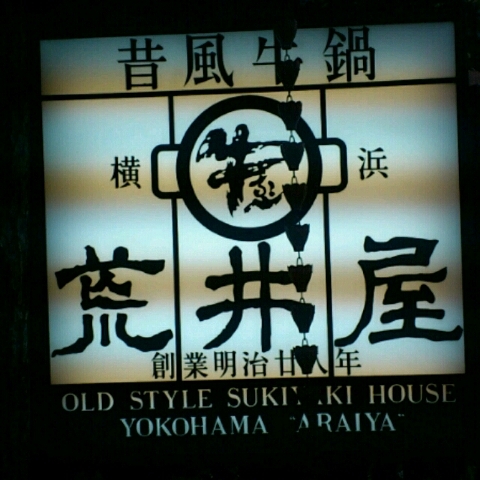 昔風牛鍋
横 浜
荒井屋
創業明治廿八年
OLD STYLE SUKIYAKI HOUSE
YOKOHAMA "ARAIYA"